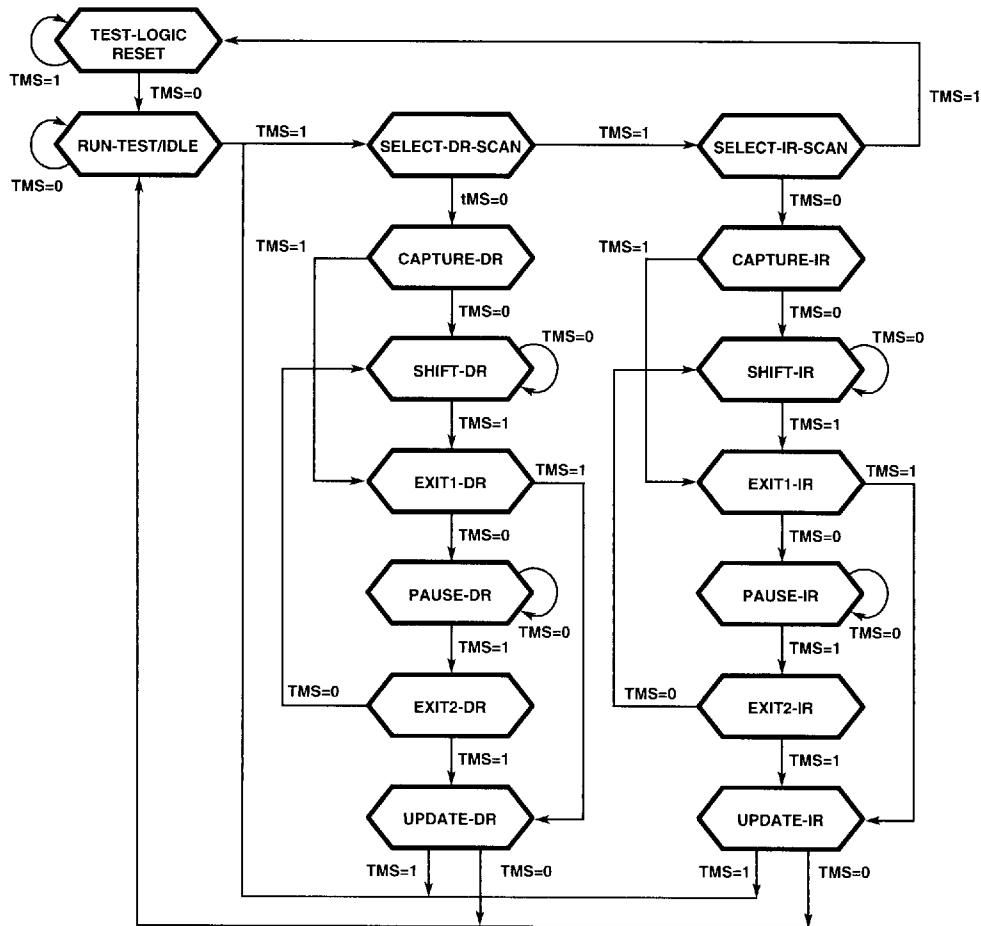 TEST-LOGIC
RESET
TMS=1
TMS=0
TMS=1
RUN-TEST/IDLE
TMS=1
SELECT-DR-SCAN
TMS=1
SELECT-IR-SCAN
TMS=0
tMS=0
TMS=0
TMS=1
CAPTURE-DR
TMS=1
CAPTURE-IR
TMS=0
TMS=0
TMS=0
TMS=0
SHIFT-DR
SHIFT-IR
TMS=1
TMS=1
EXIT1-DR
TMS=1
EXIT1-IR
TMS=1
TMS=0
TMS=0
PAUSE-DR
PAUSE-IR
TMS=0
TMS=0
TMS=1
TMS=1
TMS=0
EXIT2-DR
TMS=0
EXIT2-IR
TMS=1
TMS=1
UPDATE-DR
UPDATE-IR
TMS=1
TMS=0
TMS=1
TMS=0